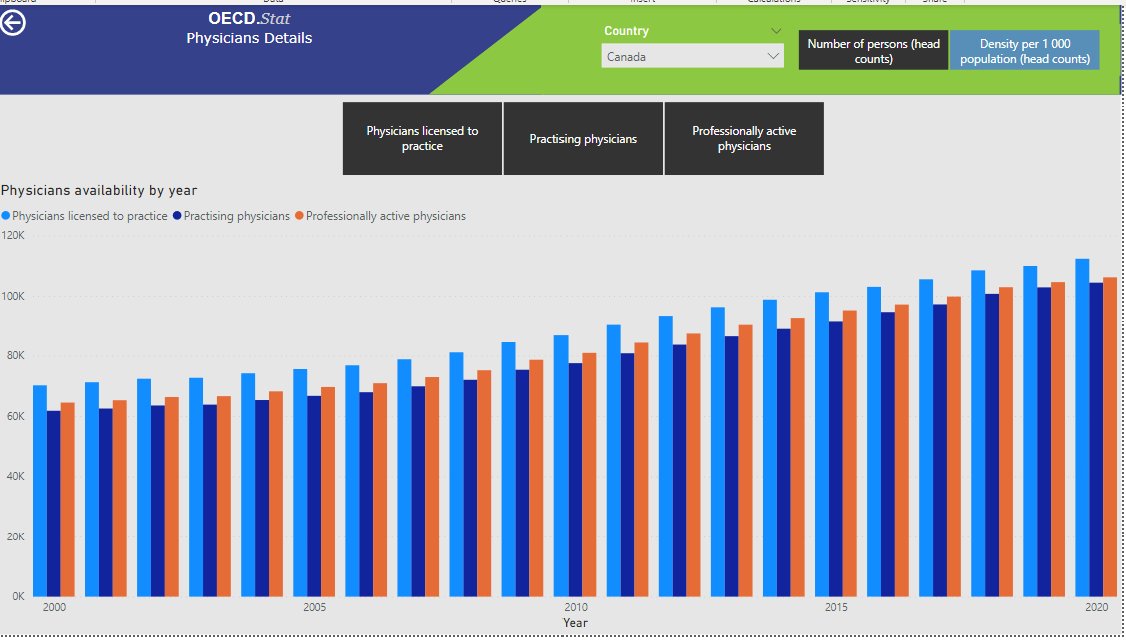 OECD.Stat
Physicians Details
Country
Canada
Number of persons (head
counts)
Density per 1 000
population (head counts)
Physicians licensed to
practice
Practising physicians
Professionally active
physicians
Physicians availability by year
Physicians licensed to practice Practising physicians Professionally active physicians
120K
100K
80K
60K
40K
20K
0K
2000 2005 2010 2015 2020
Year